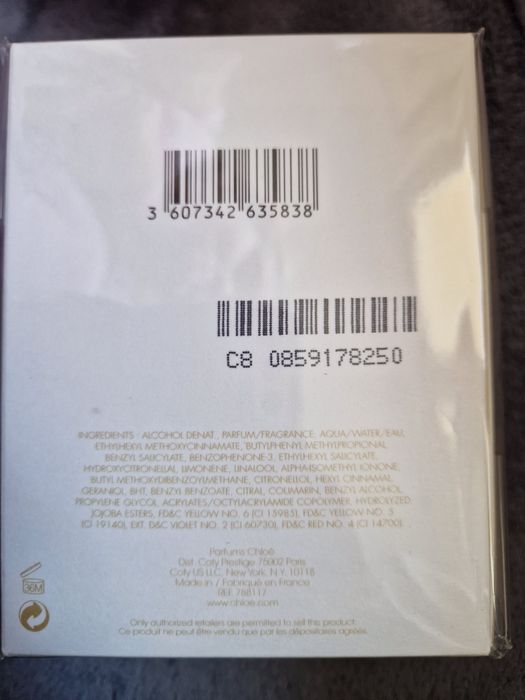 3 607342 635838
C8 0859178250
INGREDIENTS : ALCOHOL DENAT., PARFUM/FRAGRANCE, AQUA/WATER/EAU,
ETHYLHEXYL METHOXYCINNAMATE, BUTYLPHENYL METHYLPROPIONAL,
BENZYL SALICYLATE, BENZOPHENONE-3, ETHYLHEXYL SALICYLATE,
HYDROXYCITRONELLAL, LIMONENE, LINALOOL, ALPHA-ISOMETHYL IONONE,
BUTYL METHOXYDIBENZOYLMETHANE, CITRONELLOL, HEXYL CINNAMAL,
GERANIOL, BHT, BENZYL BENZOATE, CITRAL, COUMARIN, BENZYL ALCOHOL,
PROPYLENE GLYCOL, ACRYLATES/OCTYLACRYLAMIDE COPOLYMER, HYDROLYZED
JOJOBA ESTERS, FD&C YELLOW NO. 6 (CI 15985), FD&C YELLOW NO. 5
(CI 19140), EXT. D&C VIOLET NO. 2 (CI 60730), FD&C RED NO. 4 (CI 14700).
Parfums Chloé
Dist. Coty Prestige 75002 Paris
Coty US LLC, New York, N.Y. 10118
Made in / Fabriqué en France
REF 788117
www.chloe.com
36M
Only authorized retailers are permitted to sell this product.
Ce produit ne peut être vendu que par les dépositaires agréés.